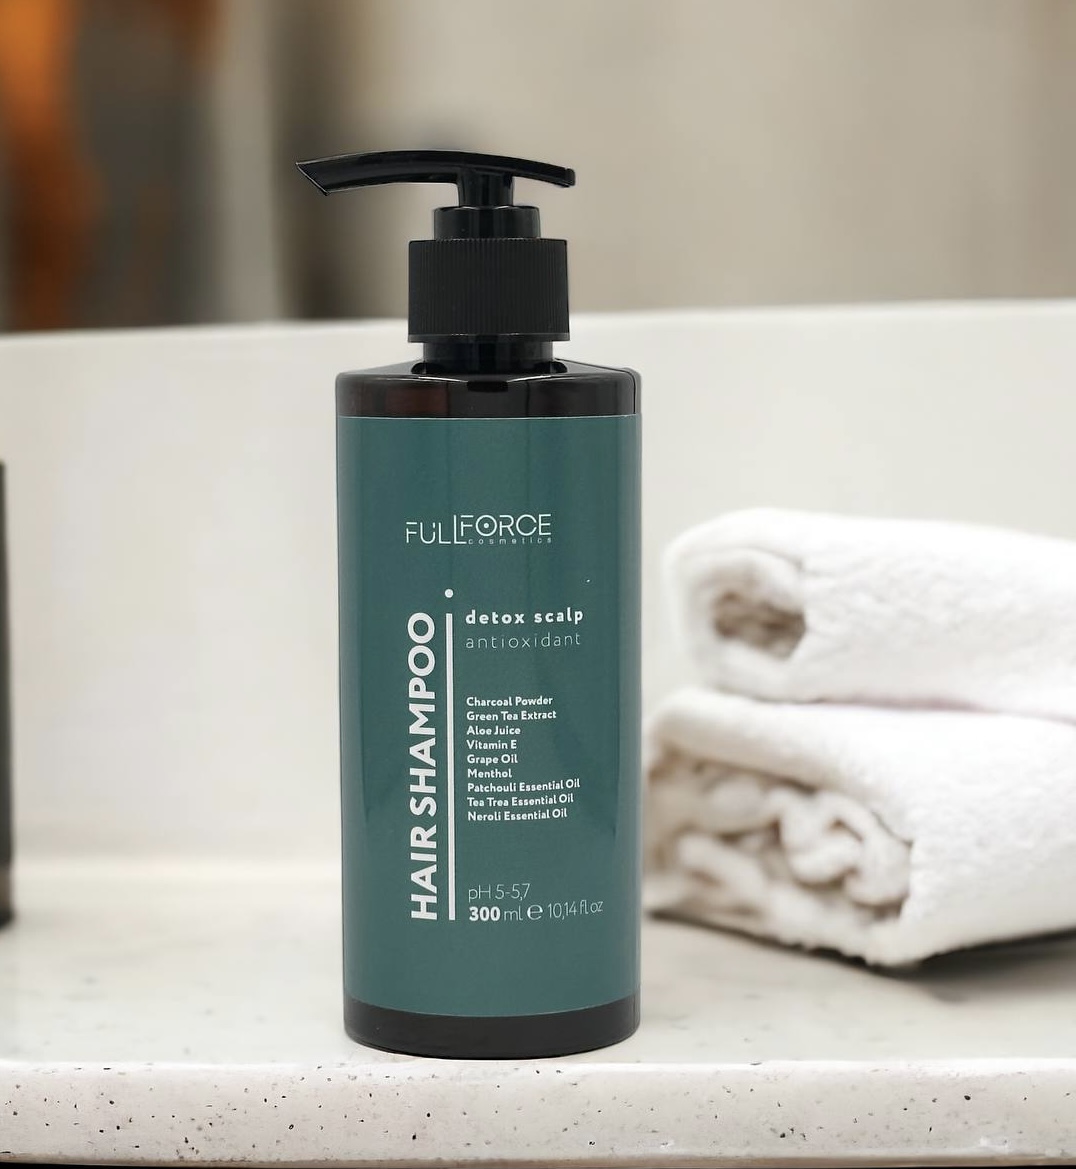 FULLFORCE
cosmetics
HAIR SHAMPOO
detox scalp
antioxidant
Charcoal Powder
Green Tea Extract
Aloe Juice
Vitamin E
Grape Oil
Menthol
Patchouli Essential Oil
Tea Trea Essential Oil
Neroli Essential Oil
pH 5-5,7
300 ml ℮ 10,14 fl oz